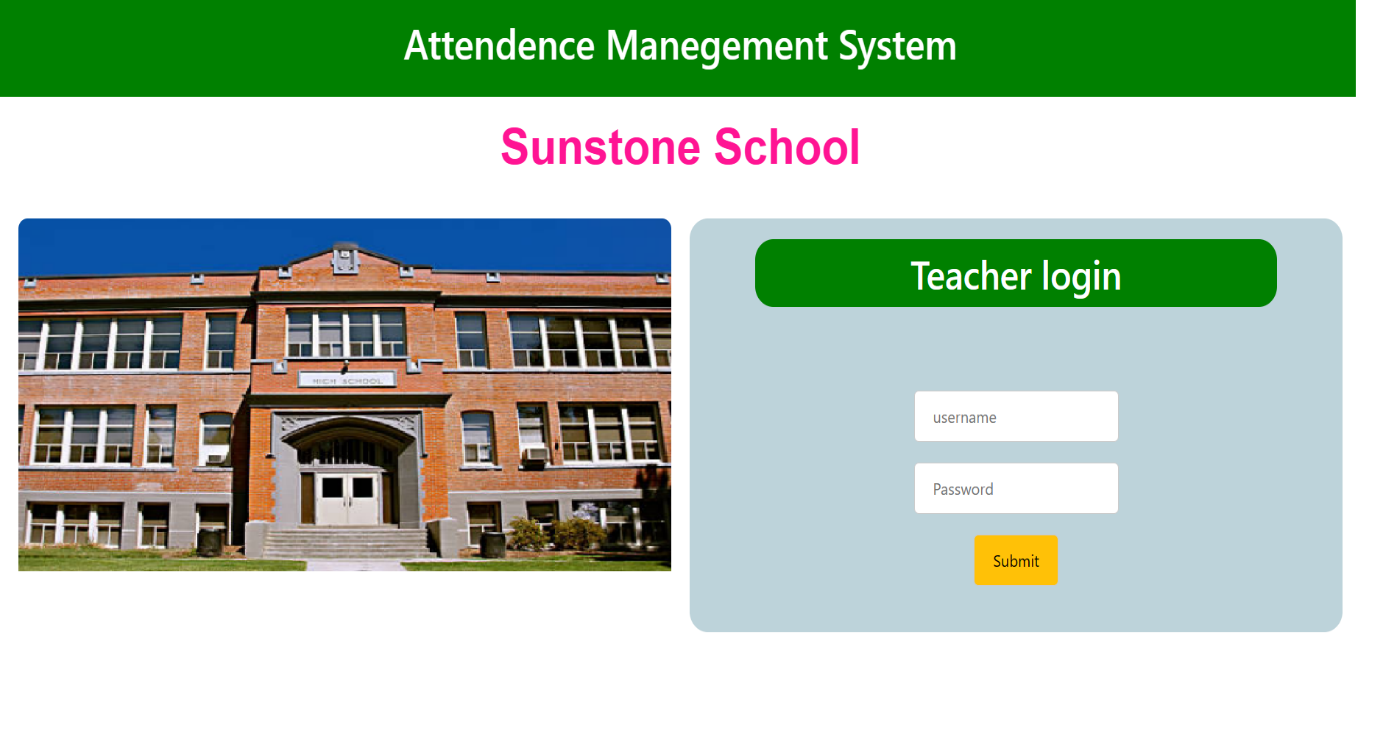 Attendence Manegement System
Sunstone School
HIGH SCHOOL
Teacher login
username
Password
Submit